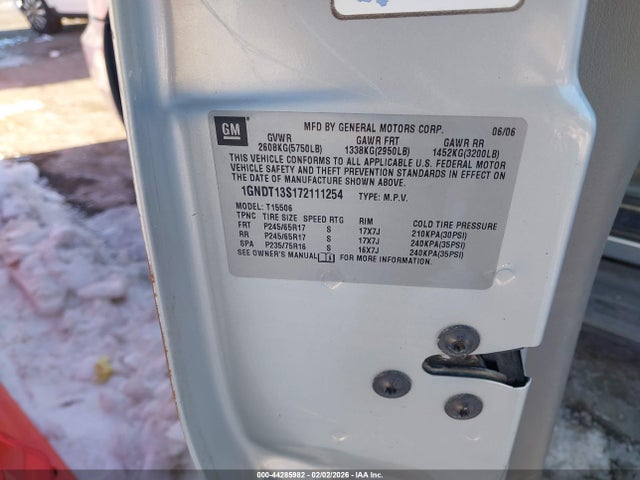 GM
MFD BY GENERAL MOTORS CORP. 06/06
GVWR GAWR FRT GAWR RR
2608KG(5750LB) 1338KG(2950LB) 1452KG(3200LB)
THIS VEHICLE CONFORMS TO ALL APPLICABLE U.S. FEDERAL MOTOR
VEHICLE SAFETY AND THEFT PREVENTION STANDARDS IN EFFECT ON
THE DATE OF MANUFACTURE SHOWN ABOVE.
1GNDT13S172111254 TYPE: M.P.V.
MODEL: T15506
TPNC TIRE SIZE SPEED RTG RIM COLD TIRE PRESSURE
FRT P245/65R17 S 17X7J 210KPA(30PSI)
RR P245/65R17 S 17X7J 240KPA(35PSI)
SPA P235/75R16 S 16X7J 240KPA(35PSI)
SEE OWNER'S MANUAL FOR MORE INFORMATION.
000-44285982 - 02/02/2026 - IAAI.COM